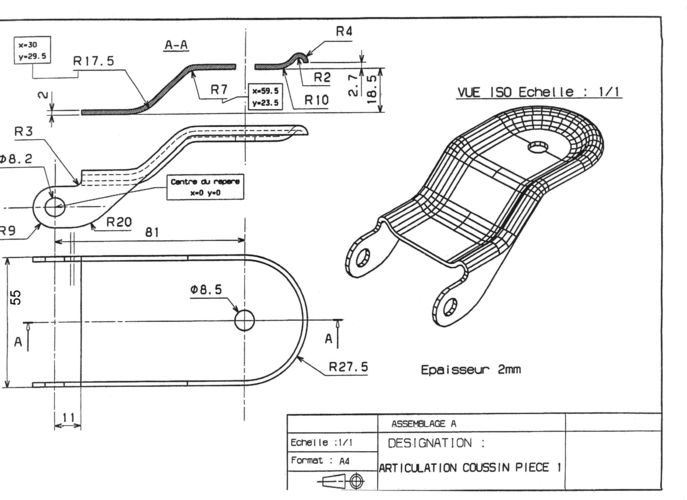 x=30
y=29.5
A-A
R4
R17.5
R2
R7
x=59.5
y=23.5
R10
2.7
18.5
2
VUE ISO Echelle : 1/1
R3
Φ8.2
Centre du repere
x=0 y=0
R9
R20
81
55
Φ8.5
A
A
R27.5
Epaisseur 2mm
11
ASSEMBLAGE A
Echelle :1/1
DESIGNATION :
Format : A4
ARTICULATION COUSSIN PIECE 1